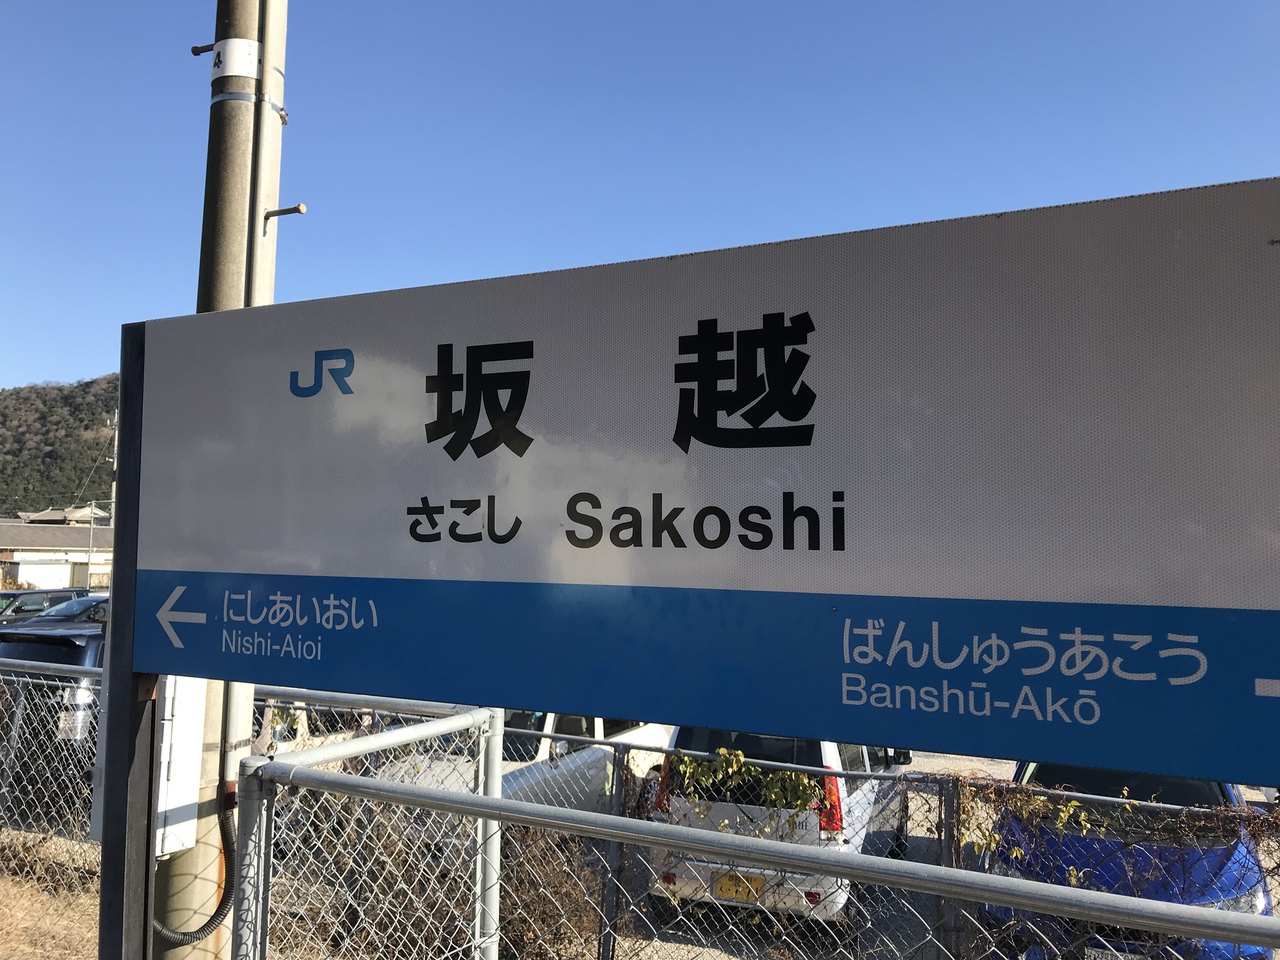 4
JR
坂越
さこし Sakoshi
← にしあいおい
Nishi-Aioi
ばんしゅうあこう
Banshū-Akō